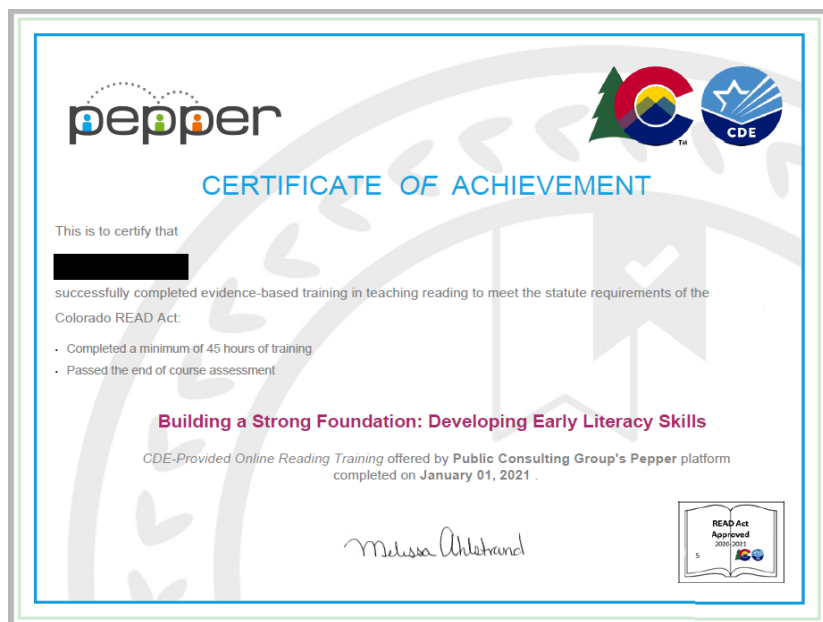 pepper
TM
CDE
CERTIFICATE OF ACHIEVEMENT
This is to certify that
successfully completed evidence-based training in teaching reading to meet the statute requirements of the
Colorado READ Act:
· Completed a minimum of 45 hours of training
· Passed the end of course assessment
Building a Strong Foundation: Developing Early Literacy Skills
CDE-Provided Online Reading Training offered by Public Consulting Group's Pepper platform
completed on January 01, 2021 .
Melissa Ahlstrand
READ Act
Approved
2020-2021
5